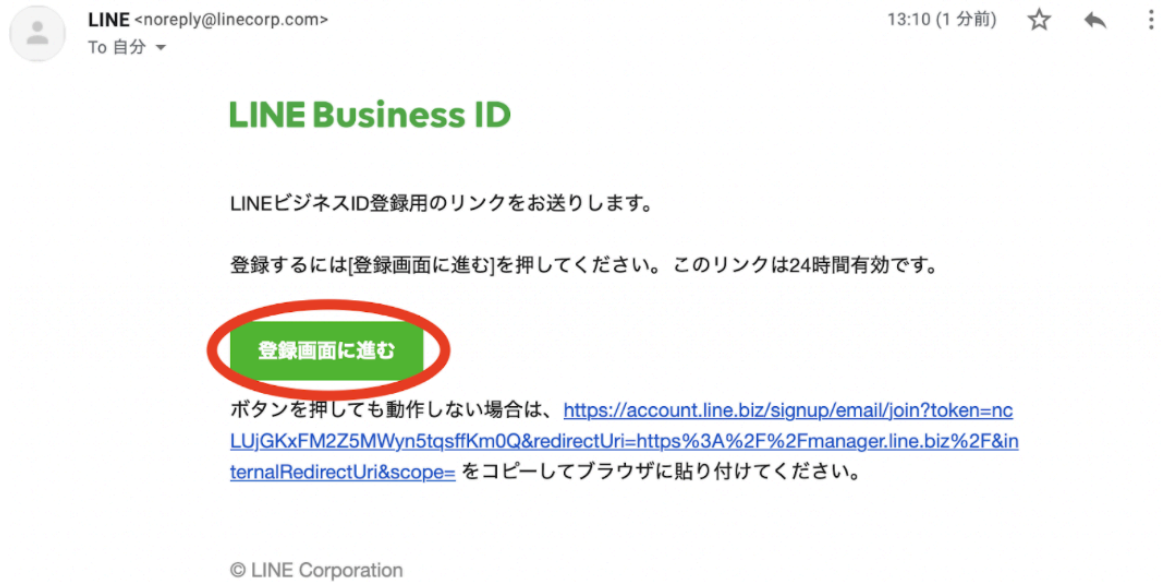 LINE <noreply@linecorp.com>
13:10 (1 分前)
To 自分
LINE Business ID
LINEビジネスID登録用のリンクをお送りします。
登録するには[登録画面に進む]を押してください。このリンクは24時間有効です。
登録画面に進む
ボタンを押しても動作しない場合は、https://account.line.biz/signup/email/join?token=nc
LUjGKxFM2Z5MWyn5tqsffKm0Q&redirectUri=https%3A%2F%2Fmanager.line.biz%2F&in
ternalRedirectUri&scope= をコピーしてブラウザに貼り付けてください。
© LINE Corporation